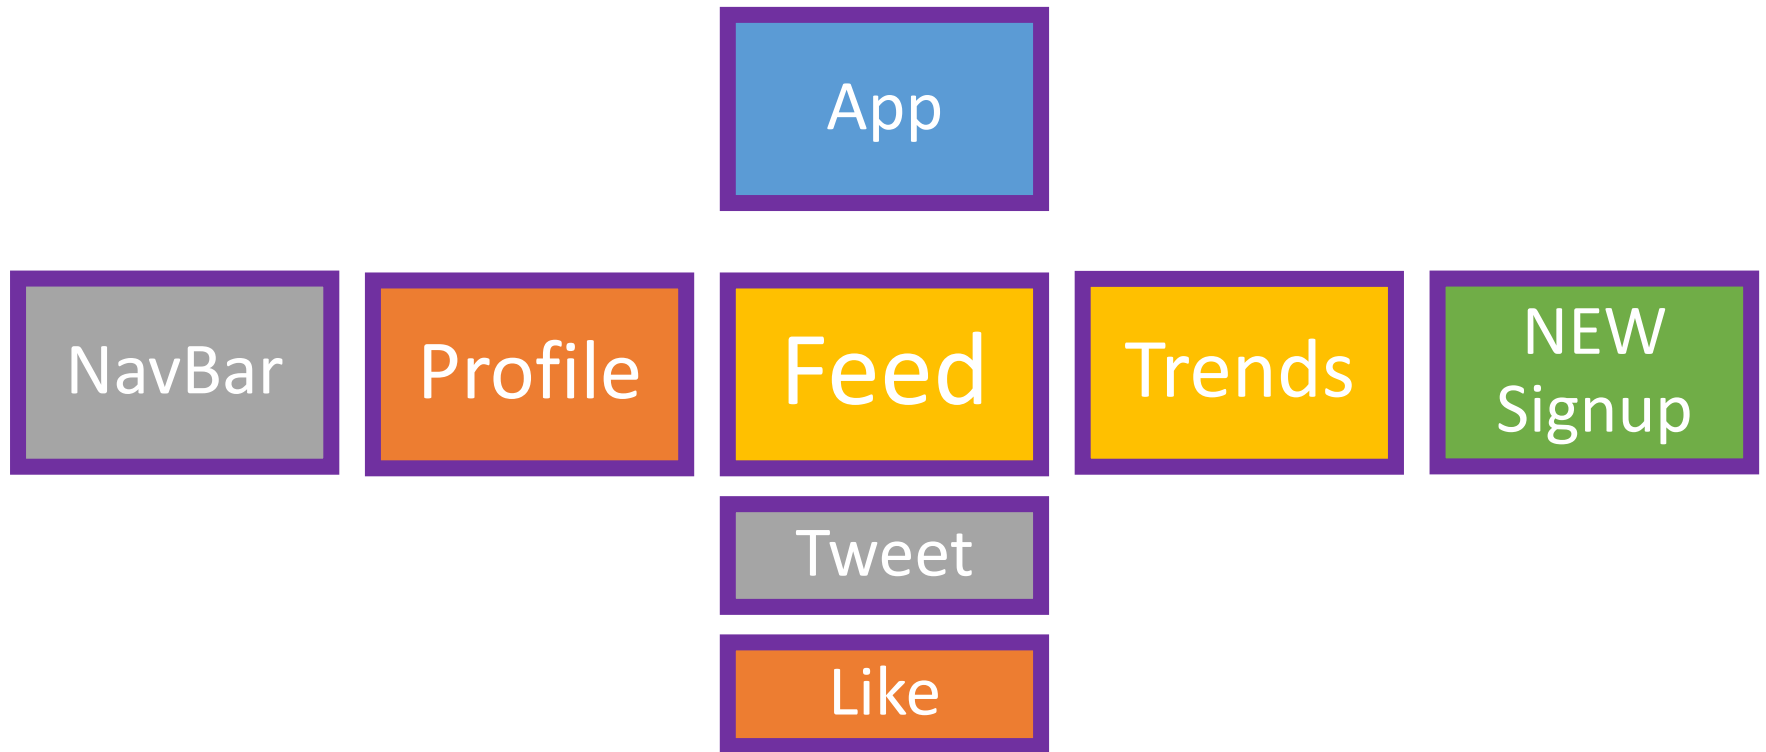 App
NavBar
Profile
Feed
Trends
NEW
Signup
Tweet
Like